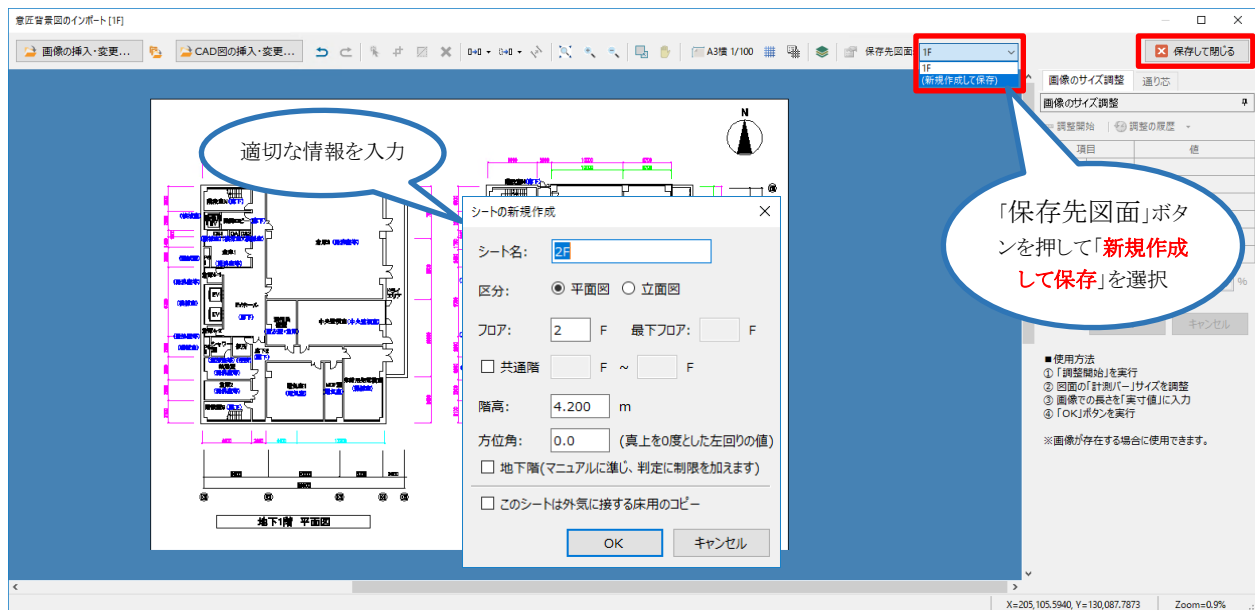 意匠背景図のインポート [1F]
画像の挿入・変更...
CAD図の挿入・変更...
A3横 1/100
保存先図面
1F
1F
(新規作成して保存)
保存して閉じる
画像のサイズ調整
通り芯
画像のサイズ調整
調整開始
調整の履歴
項目
値
%
キャンセル
適切な情報を入力
「保存先図面」ボタ
ンを押して「新規作成
して保存」を選択
N
シートの新規作成
シート名:
2F
区分:
平面図
立面図
フロア:
2
F
最下フロア:
F
共通階
F ~
F
階高:
4.200
m
方位角:
0.0
(真上を0度とした左回りの値)
地下階(マニュアルに準じ、判定に制限を加えます)
このシートは外気に接する床用のコピー
OK
キャンセル
■使用方法
①「調整開始」を実行
② 図面の「計測バー」サイズを調整
③ 画像での長さを「実寸値」に入力
④「OK」ボタンを実行
※画像が存在する場合に使用できます。
EV
EV
地下1階 平面図
X=205,105.5940, Y=130,087.7873
Zoom=0.9%